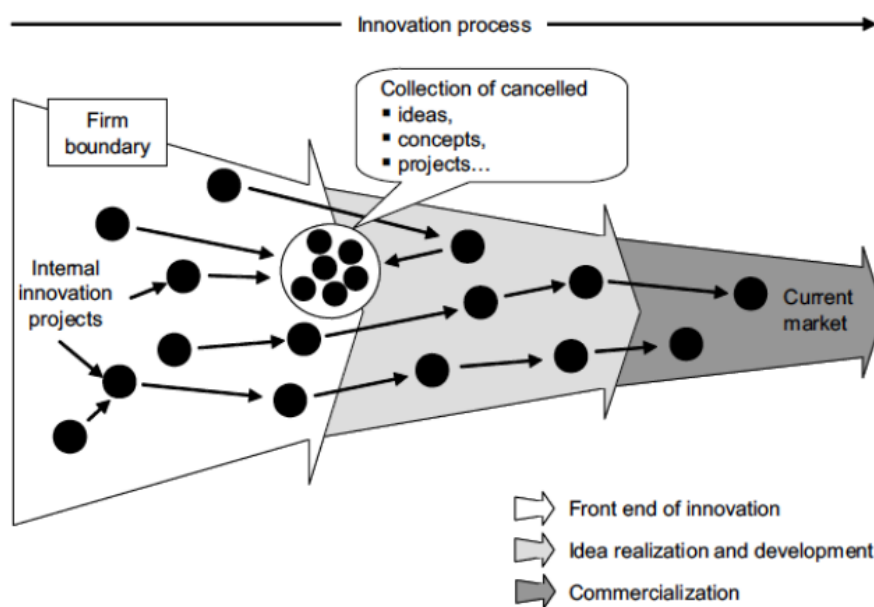 Innovation process
Collection of cancelled
▪ ideas,
▪ concepts,
▪ projects…
Firm
boundary
Internal
innovation
projects
Current
market
Front end of innovation
Idea realization and development
Commercialization